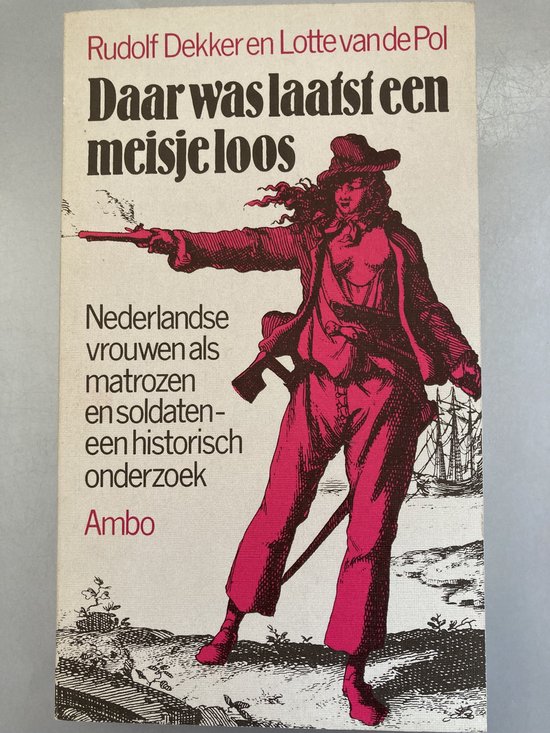 Rudolf Dekker en Lotte van de Pol
Daar was laatst een
meisje loos
Nederlandse
vrouwen als
matrozen
en soldaten -
een historisch
onderzoek
Ambo